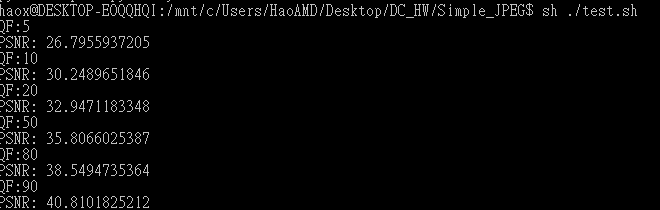 haox@DESKTOP-EOQQHQI:/mnt/c/Users/HaoAMD/Desktop/DC_HW/Simple_JPEG$ sh ./test.sh
QF:5
PSNR: 26.7955937205
QF:10
PSNR: 30.2489651846
QF:20
PSNR: 32.9471183348
QF:50
PSNR: 35.8066025387
QF:80
PSNR: 38.5494735364
QF:90
PSNR: 40.8101825212